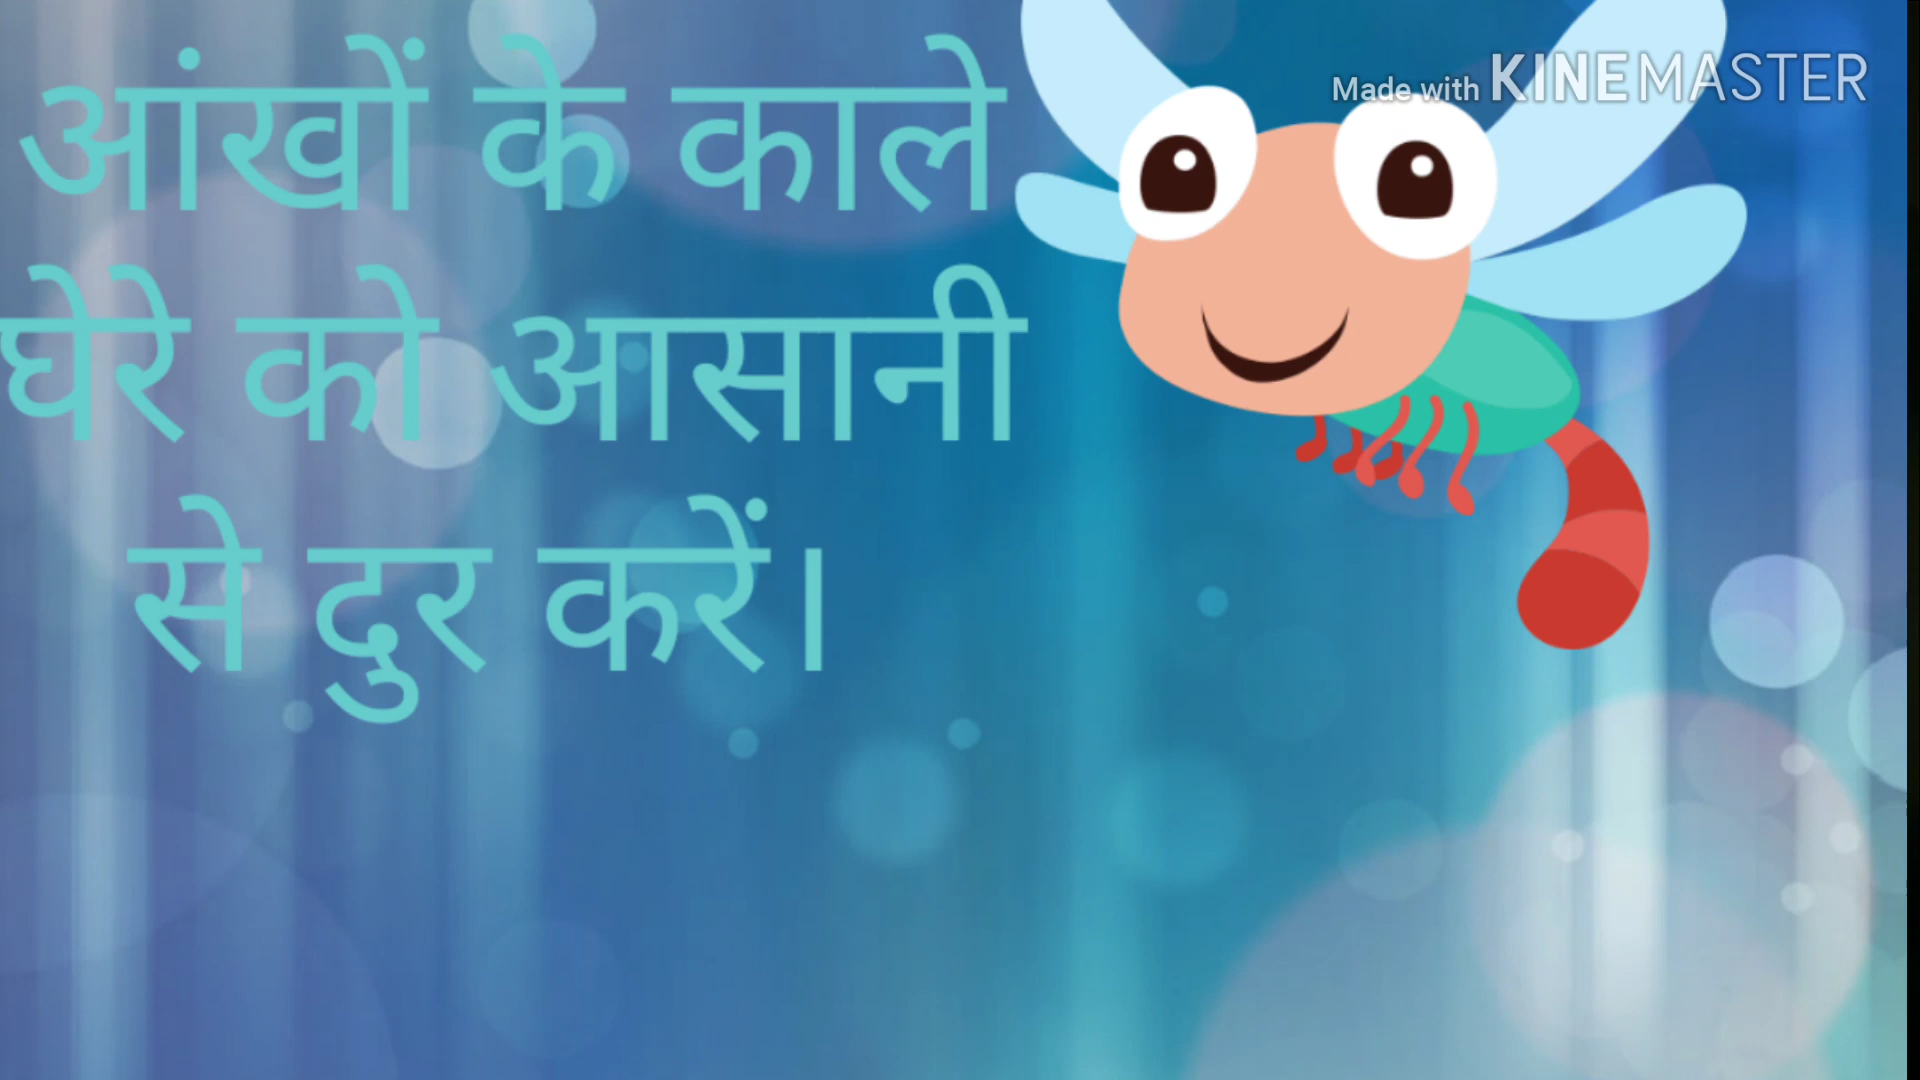 आंखों के काले
घेरे को आसानी
से दुर करें।
Made with KINEMASTER